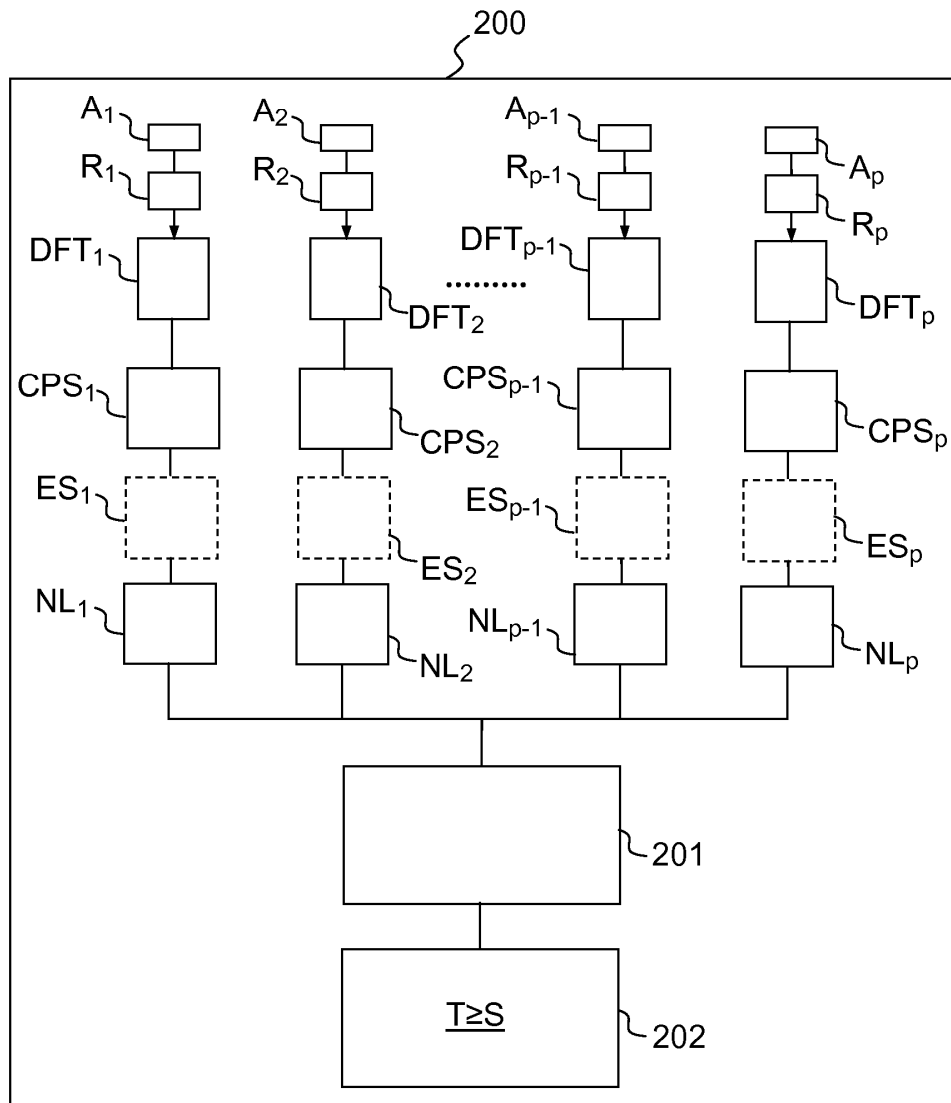 200
A1 A2 Ap-1 Ap
R1 R2 Rp-1 Rp
DFT1 DFT2 ......... DFTp-1 DFTp
CPS1 CPS2 CPSp-1 CPSp
ES1 ES2 ESp-1 ESp
NL1 NL2 NLp-1 NLp
201
T≥S
202